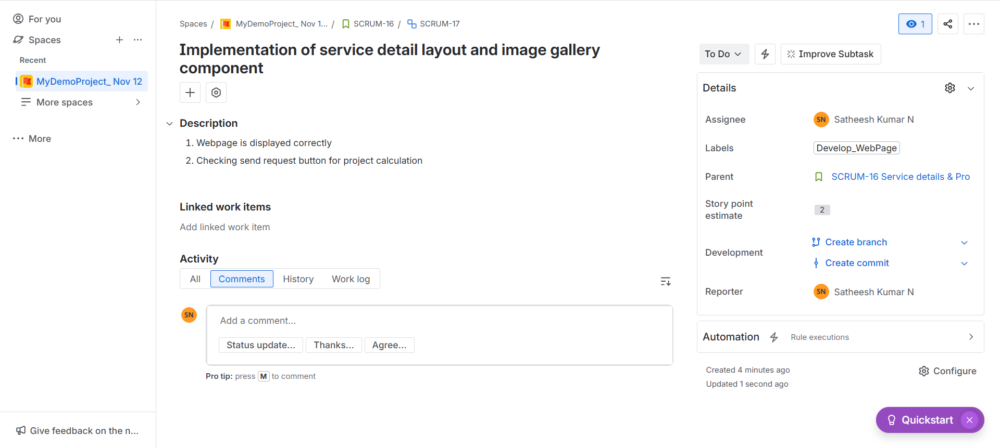 For you
Spaces
Recent
MyDemoProject_ Nov 12
More spaces
More
Give feedback on the n...
Spaces / MyDemoProject_ Nov 1... / SCRUM-16 / SCRUM-17
Implementation of service detail layout and image gallery
component
Description
1. Webpage is displayed correctly
2. Checking send request button for project calculation
Linked work items
Add linked work item
Activity
All Comments History Work log
SN
Add a comment...
Status update... Thanks... Agree...
Pro tip: press M to comment
1
To Do Improve Subtask
Details
Assignee SN Satheesh Kumar N
Labels Develop_WebPage
Parent SCRUM-16 Service details & Pro
Story point
estimate
2
Development
Create branch
Create commit
Reporter SN Satheesh Kumar N
Automation Rule executions
Created 4 minutes ago
Updated 1 second ago
Configure
Quickstart